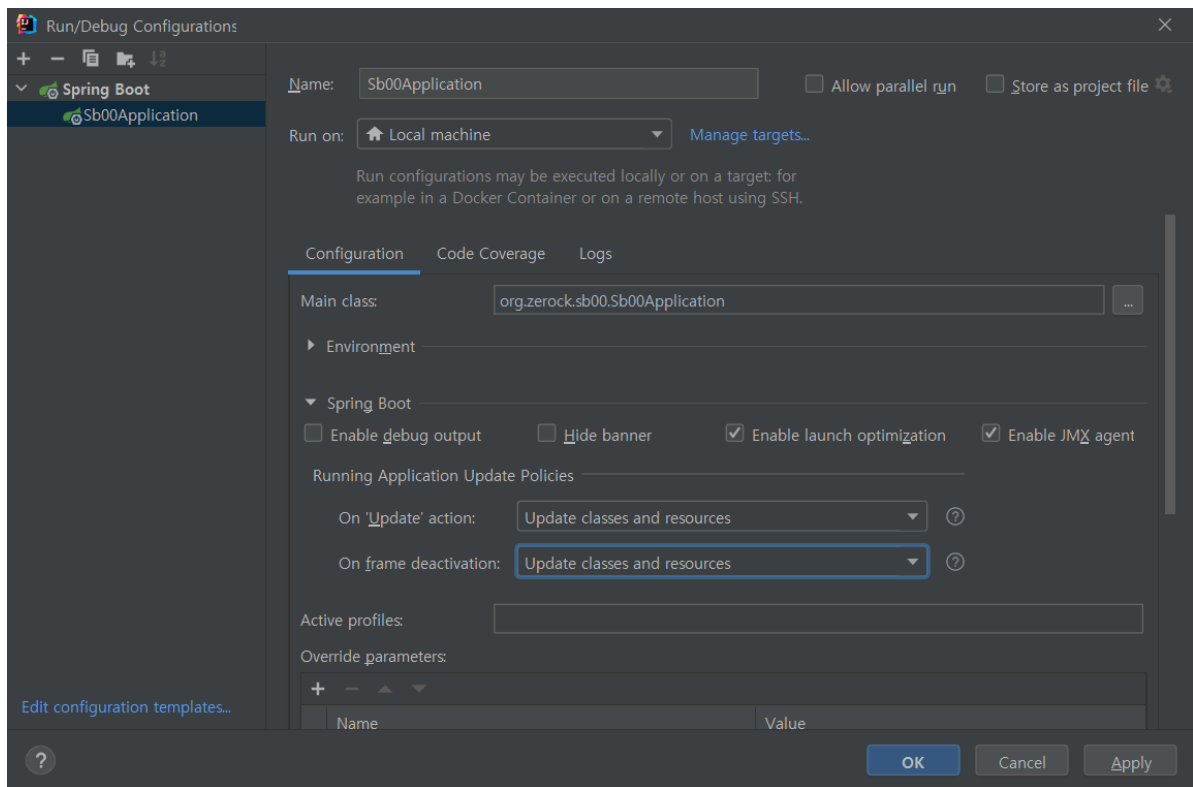 Run/Debug Configurations
Spring Boot
Sb00Application
Edit configuration templates...
Name:
Sb00Application
Allow parallel run
Store as project file
Run on:
Local machine
Manage targets...
Run configurations may be executed locally or on a target: for
example in a Docker Container or on a remote host using SSH.
Configuration
Code Coverage
Logs
Main class:
org.zerock.sb00.Sb00Application
...
Environment
Spring Boot
Enable debug output
Hide banner
Enable launch optimization
Enable JMX agent
Running Application Update Policies
On 'Update' action:
Update classes and resources
?
On frame deactivation:
Update classes and resources
?
Active profiles:
Override parameters:
Name
Value
?
OK
Cancel
Apply